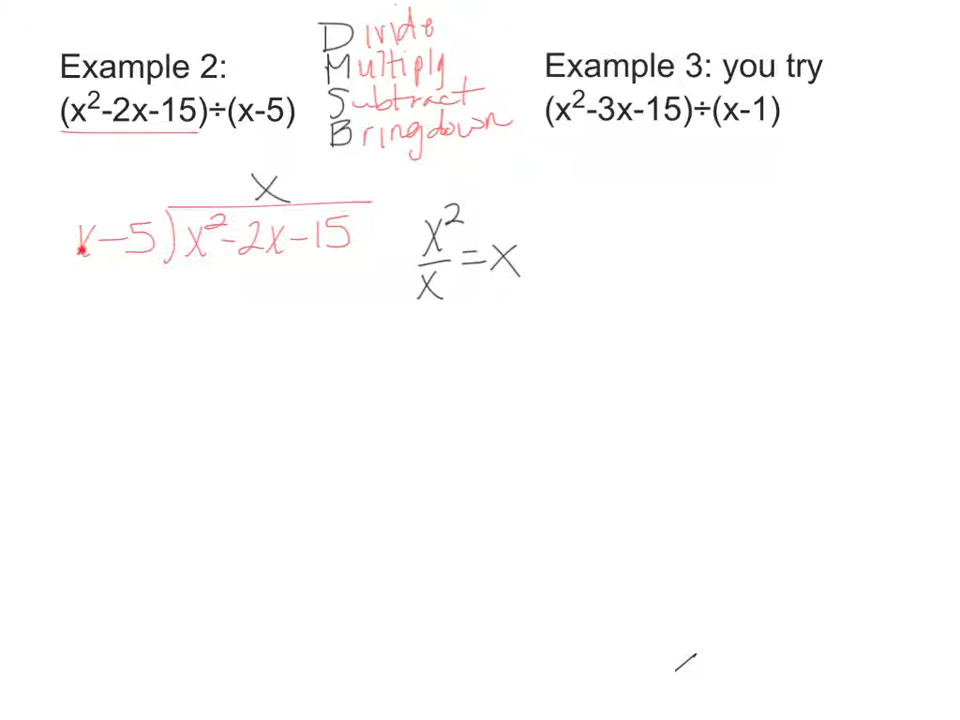 Example 2:
(x²-2x-15)÷(x-5)
Divide
Multiply
Subtract
Bringdown
Example 3: you try
(x²-3x-15)÷(x-1)
x
x-5)x²-2x-15
x²/x=x